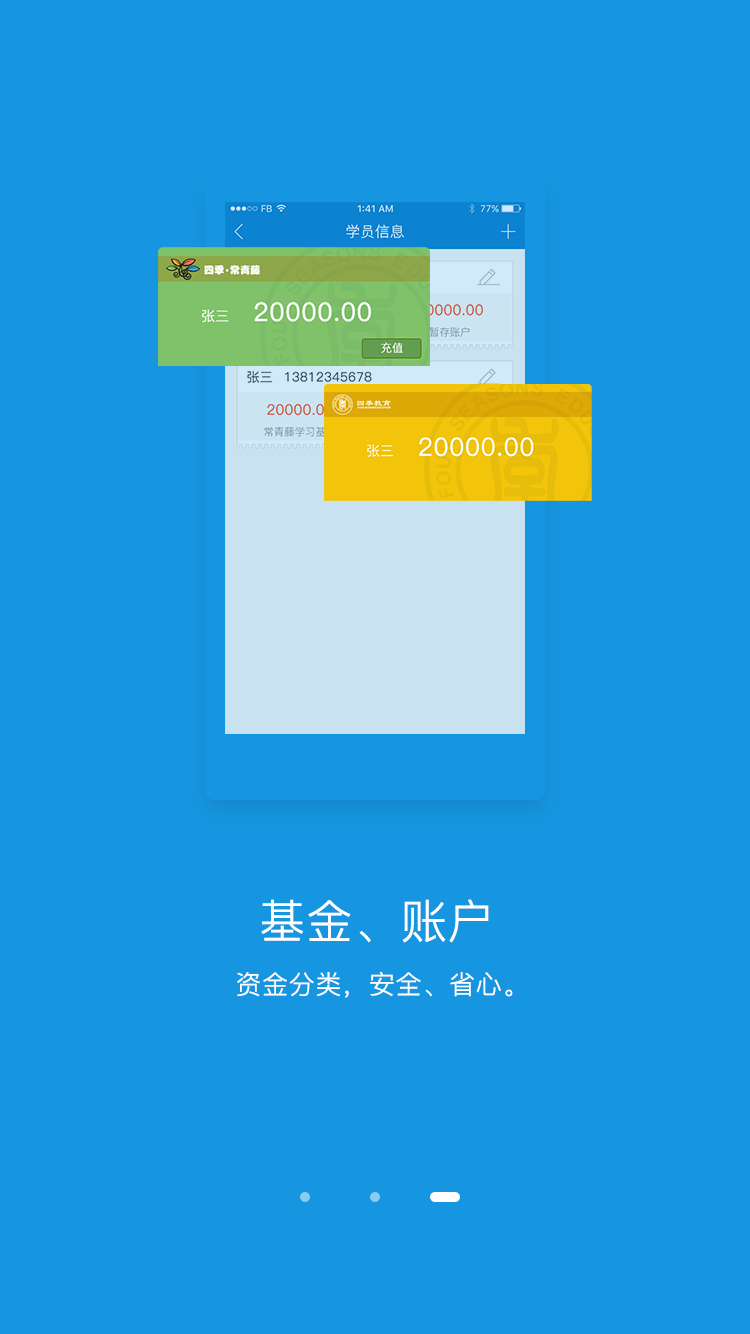 FB 1:41 AM 77%
学员信息
四季·常青藤
张三 20000.00
0000.00
暂存账户
充值
张三 13812345678
四季教育
20000.0
常青藤学习基
张三 20000.00
FOUR SEASONS EDU
基金、账户
资金分类，安全、省心。